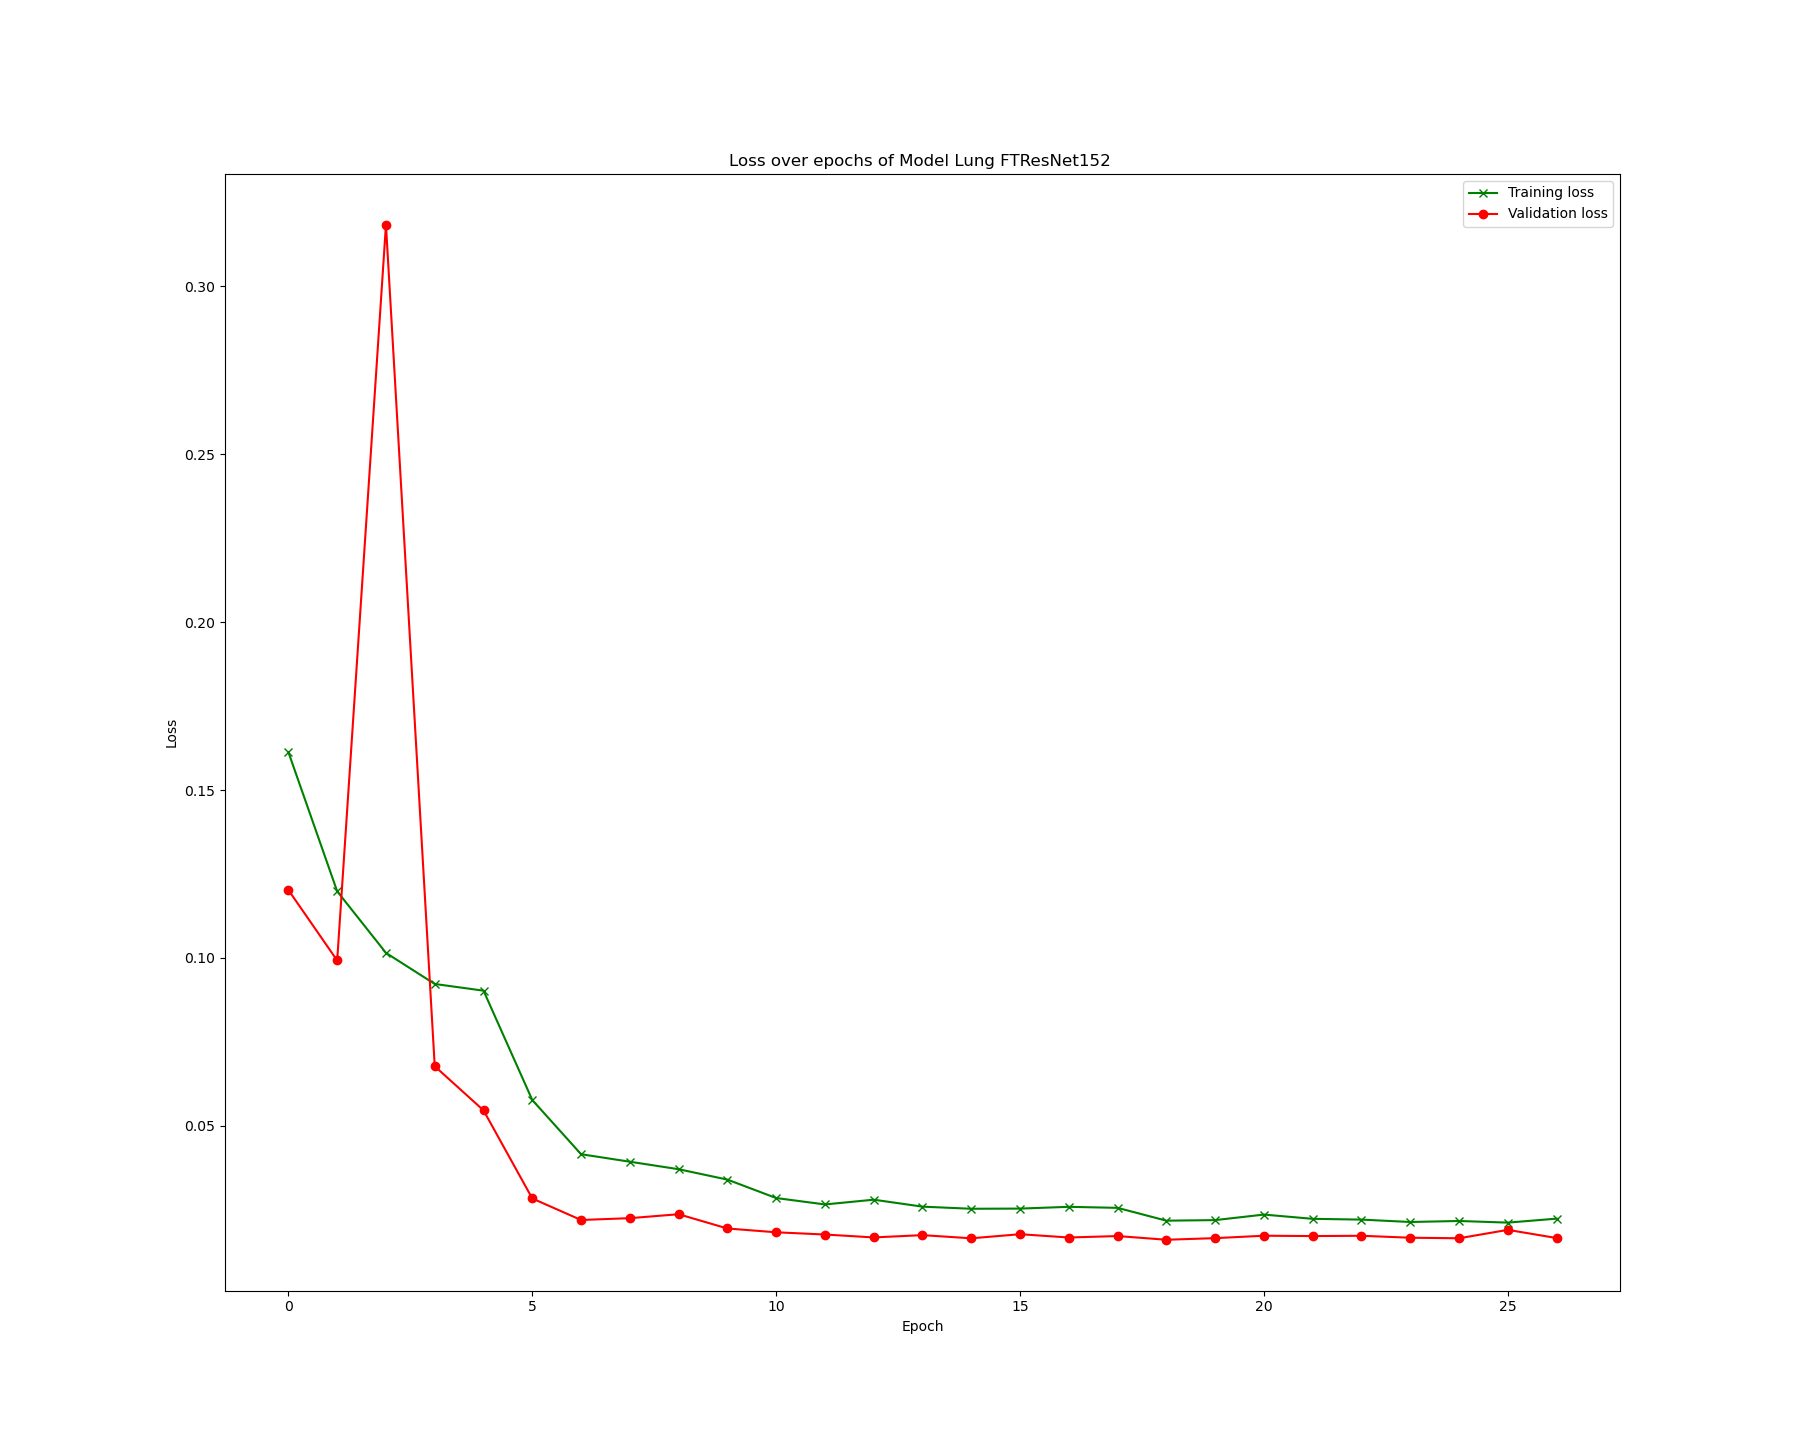 Loss over epochs of Model Lung FTResNet152
Training loss
Validation loss
0.30
0.25
0.20
0.15
0.10
0.05
Loss
0 5 10 15 20 25
Epoch